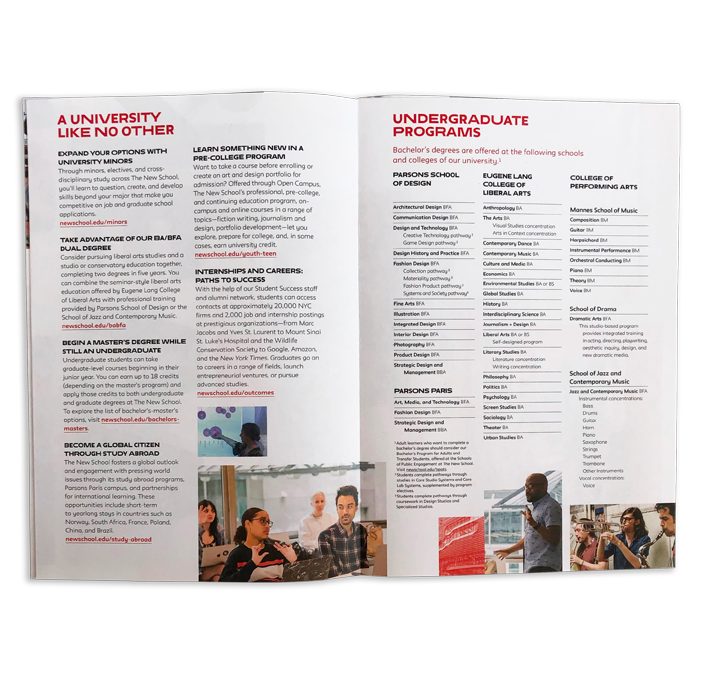 A UNIVERSITY
LIKE NO OTHER
EXPAND YOUR OPTIONS WITH
UNIVERSITY MINORS
Through minors, electives, and cross-
disciplinary study across The New School,
you'll learn to question, create, and develop
skills beyond your major that make you
competitive on job and graduate school
applications.
newschool.edu/minors
TAKE ADVANTAGE OF OUR BA/BFA
DUAL DEGREE
Consider pursuing liberal arts studies and a
studio or conservatory education together,
completing two degrees in five years. You
can combine the seminar-style liberal arts
education offered by Eugene Lang College
of Liberal Arts with professional training
provided by Parsons School of Design or the
School of Jazz and Contemporary Music.
newschool.edu/babfa
BEGIN A MASTER'S DEGREE WHILE
STILL AN UNDERGRADUATE
Undergraduate students can take
graduate-level courses beginning in their
junior year. You can earn up to 18 credits
(depending on the master's program) and
apply those credits to both undergraduate
and graduate degrees at The New School.
To explore the list of bachelor's-master's
options, visit newschool.edu/bachelors-
masters.
BECOME A GLOBAL CITIZEN
THROUGH STUDY ABROAD
The New School fosters a global outlook
and engagement with pressing world
issues through its study abroad programs,
Parsons Paris campus, and partnerships
for international learning. These
opportunities include short-term
to yearlong stays in countries such as
Norway, South Africa, France, Poland,
China, and Brazil.
newschool.edu/study-abroad
LEARN SOMETHING NEW IN A
PRE-COLLEGE PROGRAM
Want to take a course before enrolling or
create an art and design portfolio for
admission? Offered through Open Campus,
The New School's professional, pre-college,
and continuing education program, on-
campus and online courses in a range of
topics—fiction writing, journalism and
design, portfolio development—let you
explore, prepare for college, and, in some
cases, earn university credit.
newschool.edu/youth-teen
INTERNSHIPS AND CAREERS:
PATHS TO SUCCESS
With the help of our Student Success staff
and alumni network, students can access
contacts at approximately 20,000 NYC
firms and 2,000 job and internship postings
at prestigious organizations—from Marc
Jacobs and Yves St. Laurent to Mount Sinai
St. Luke's Hospital and the Wildlife
Conservation Society to Google, Amazon,
and the New York Times. Graduates go on
to careers in a range of fields, launch
entrepreneurial ventures, or pursue
advanced studies.
newschool.edu/outcomes
UNDERGRADUATE
PROGRAMS
Bachelor's degrees are offered at the following schools
and colleges of our university.¹
PARSONS SCHOOL
OF DESIGN
Architectural Design BFA
Communication Design BFA
Design and Technology BFA
Creative Technology pathway²
Game Design pathway²
Design History and Practice BFA
Fashion Design BFA
Collection pathway³
Materiality pathway³
Fashion Product pathway³
Systems and Society pathway³
Fine Arts BFA
Illustration BFA
Integrated Design BFA
Interior Design BFA
Photography BFA
Product Design BFA
Strategic Design and
Management BBA
PARSONS PARIS
Art, Media, and Technology BFA
Fashion Design BFA
Strategic Design and
Management BBA
¹Adult learners who want to complete a
bachelor's degree should consider our
Bachelor's Program for Adults and
Transfer Students, offered at the Schools
of Public Engagement at The New School.
²Students complete pathways through
studies in Core Studio Systems and Core
Lab Systems, supplemented by program
electives.
³Students complete pathways through
coursework in Design Studies and
Specialized Studies.
EUGENE LANG
COLLEGE OF
LIBERAL ARTS
Anthropology BA
The Arts BA
Visual Studies concentration
Arts in Context concentration
Contemporary Dance BA
Contemporary Music BA
Culture and Media BA
Economics BA
Environmental Studies BA or BS
Global Studies BA
History BA
Interdisciplinary Science BA
Journalism + Design BA
Liberal Arts BA or BS
Self-designed program
Literary Studies BA
Literature concentration
Writing concentration
Philosophy BA
Politics BA
Psychology BA
Screen Studies BA
Sociology BA
Theater BA
Urban Studies BA
COLLEGE OF
PERFORMING ARTS
Mannes School of Music
Composition BM
Guitar BM
Harpsichord BM
Instrumental Performance BM
Orchestral Conducting BM
Piano BM
Theory BM
Voice BM
School of Drama
Dramatic Arts BFA
This studio-based program
provides integrated training
in acting, directing, playwriting,
aesthetic inquiry, design, and
new dramatic media.
School of Jazz and
Contemporary Music
Jazz and Contemporary Music BFA
Instrumental concentrations:
Bass
Drums
Guitar
Horn
Piano
Saxophone
Strings
Trumpet
Trombone
Other Instruments
Vocal concentration:
Voice